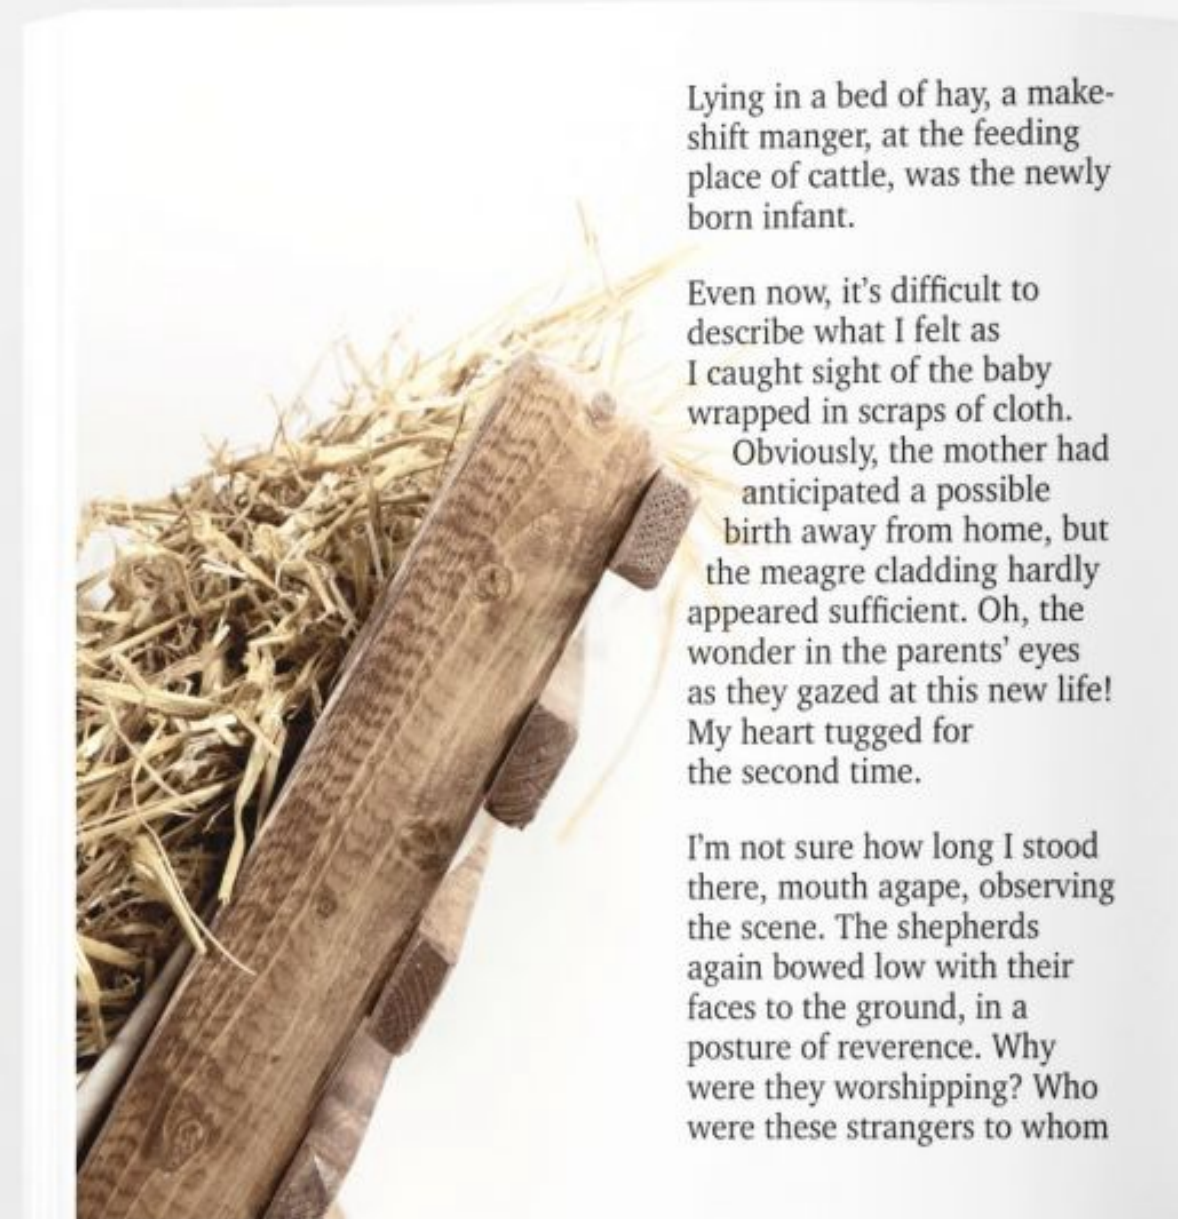 Lying in a bed of hay, a make-
shift manger, at the feeding
place of cattle, was the newly
born infant.
Even now, it’s difficult to
describe what I felt as
I caught sight of the baby
wrapped in scraps of cloth.
Obviously, the mother had
anticipated a possible
birth away from home, but
the meagre cladding hardly
appeared sufficient. Oh, the
wonder in the parents’ eyes
as they gazed at this new life!
My heart tugged for
the second time.
I’m not sure how long I stood
there, mouth agape, observing
the scene. The shepherds
again bowed low with their
faces to the ground, in a
posture of reverence. Why
were they worshipping? Who
were these strangers to whom